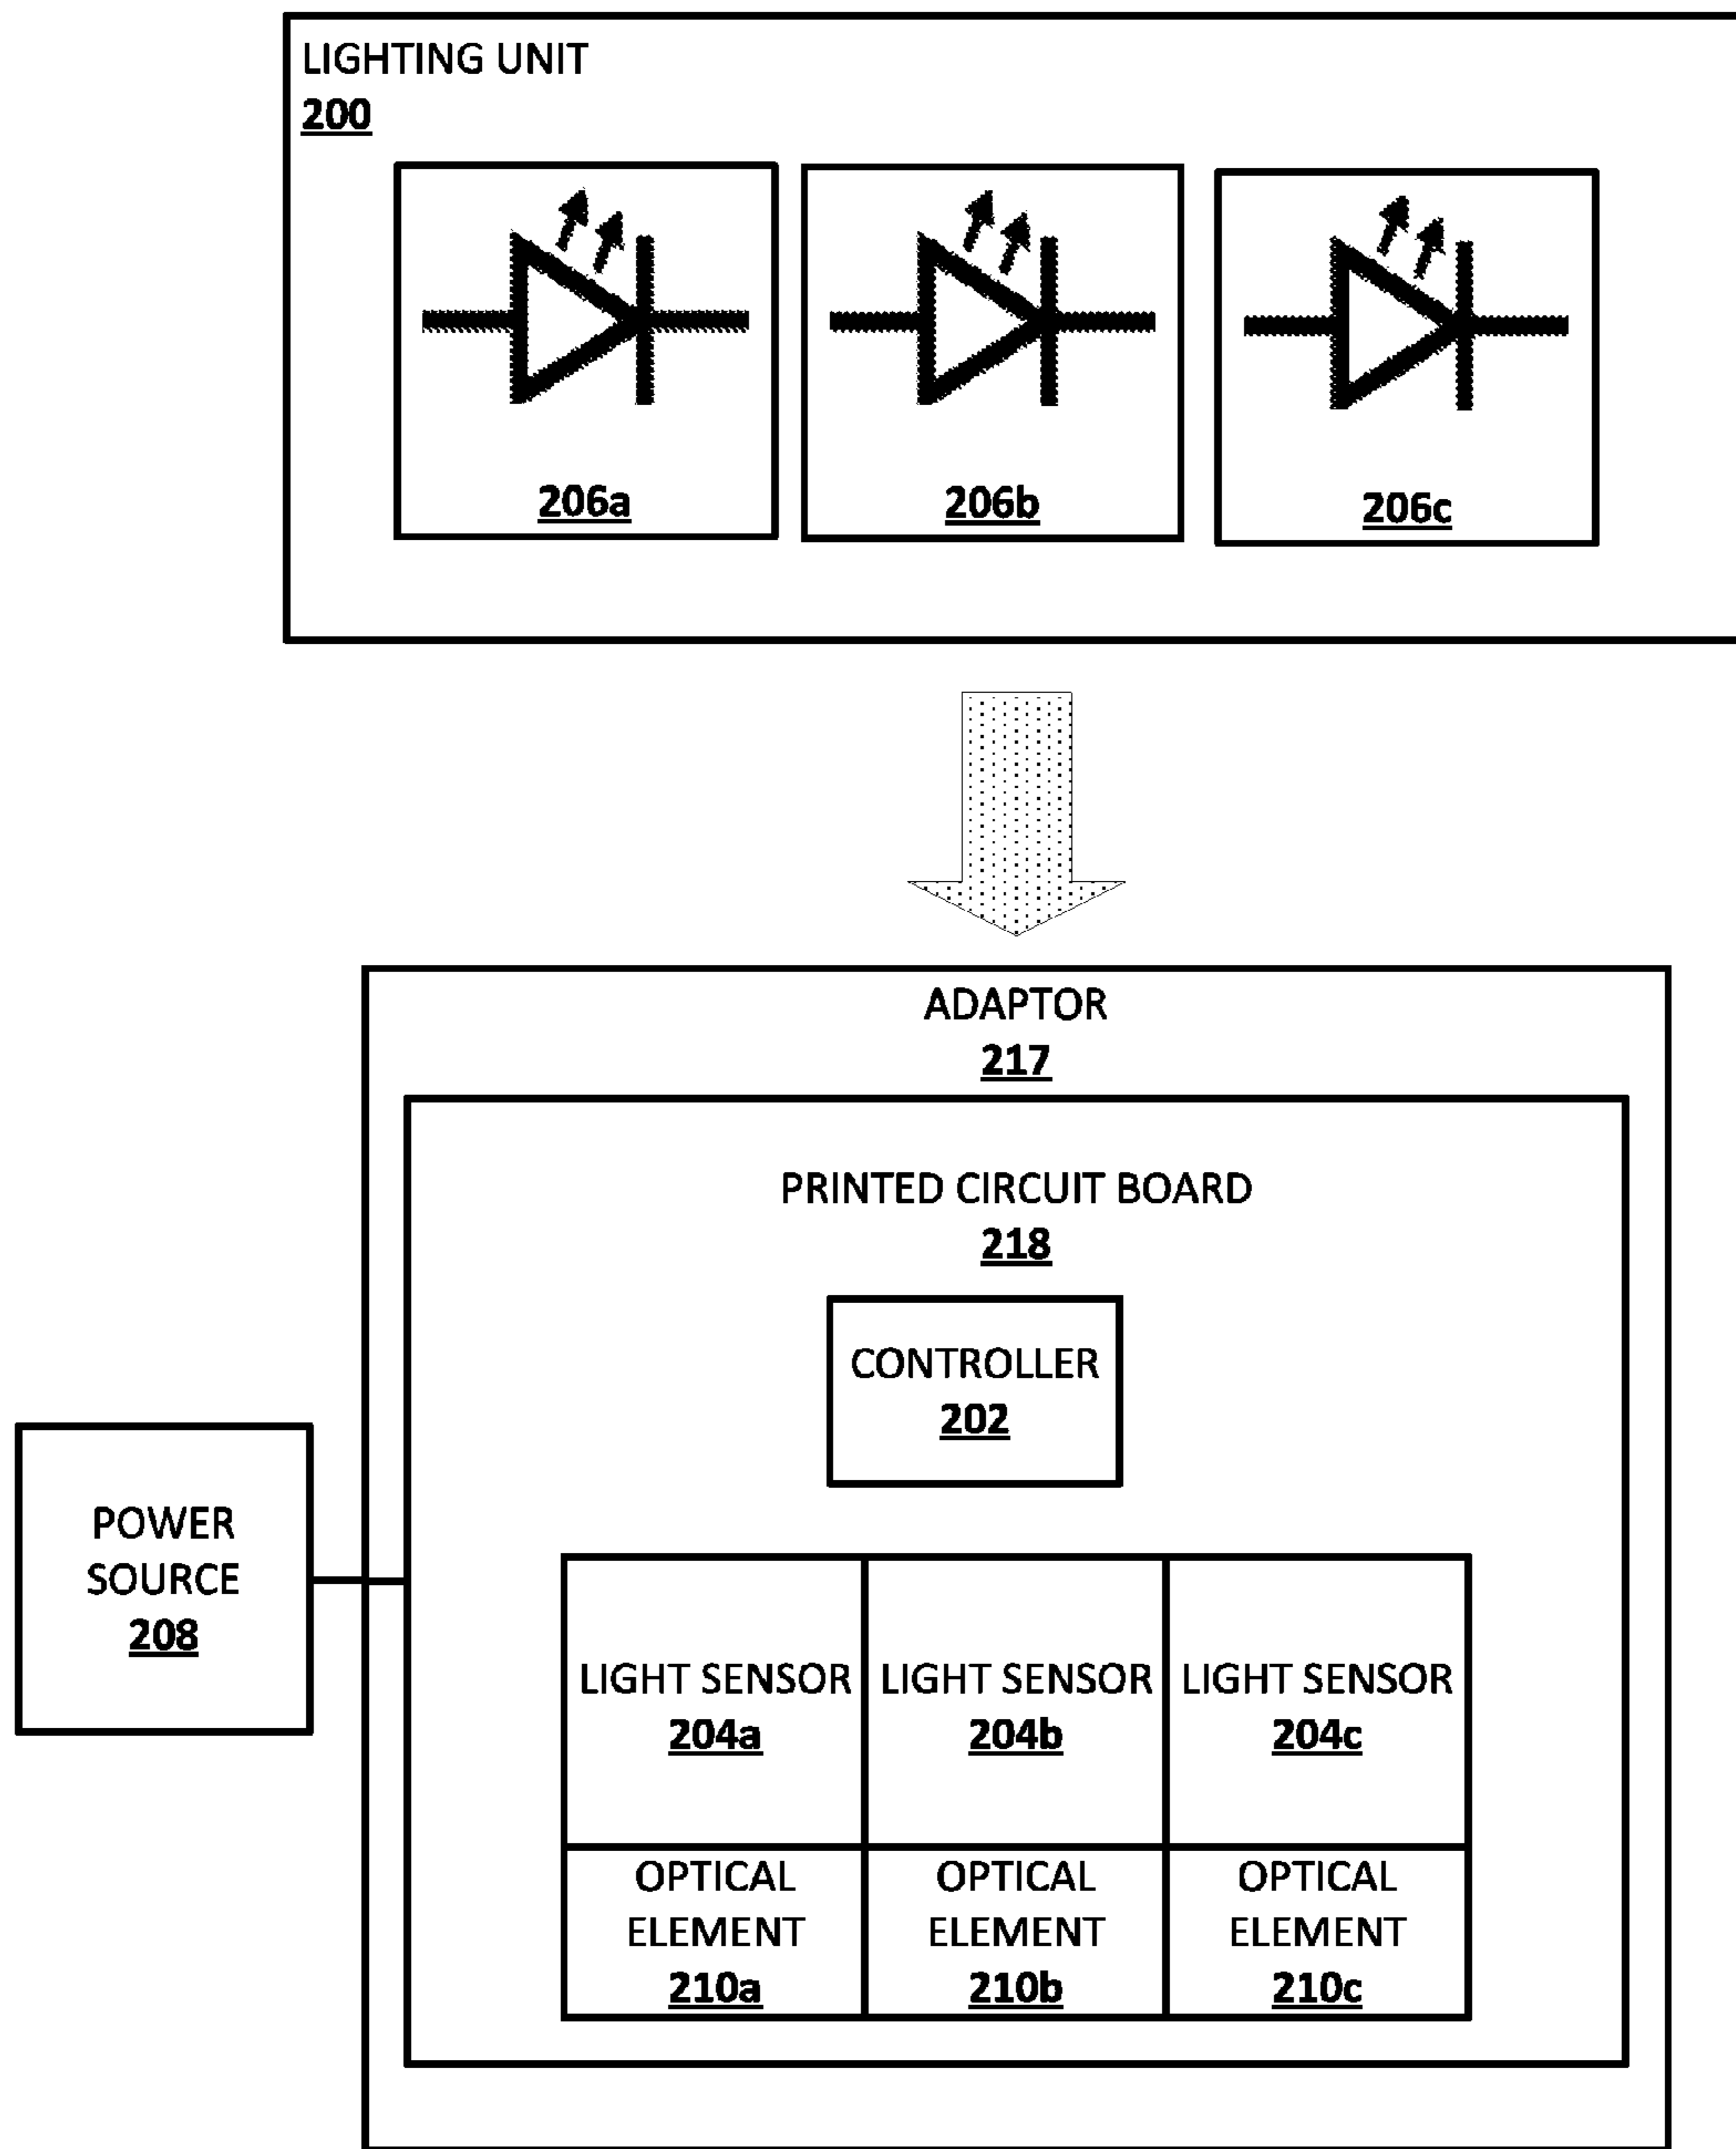 LIGHTING UNIT
200
206a
206b
206c
ADAPTOR
217
PRINTED CIRCUIT BOARD
218
CONTROLLER
202
POWER
SOURCE
208
LIGHT SENSOR
204a
LIGHT SENSOR
204b
LIGHT SENSOR
204c
OPTICAL
ELEMENT
210a
OPTICAL
ELEMENT
210b
OPTICAL
ELEMENT
210c